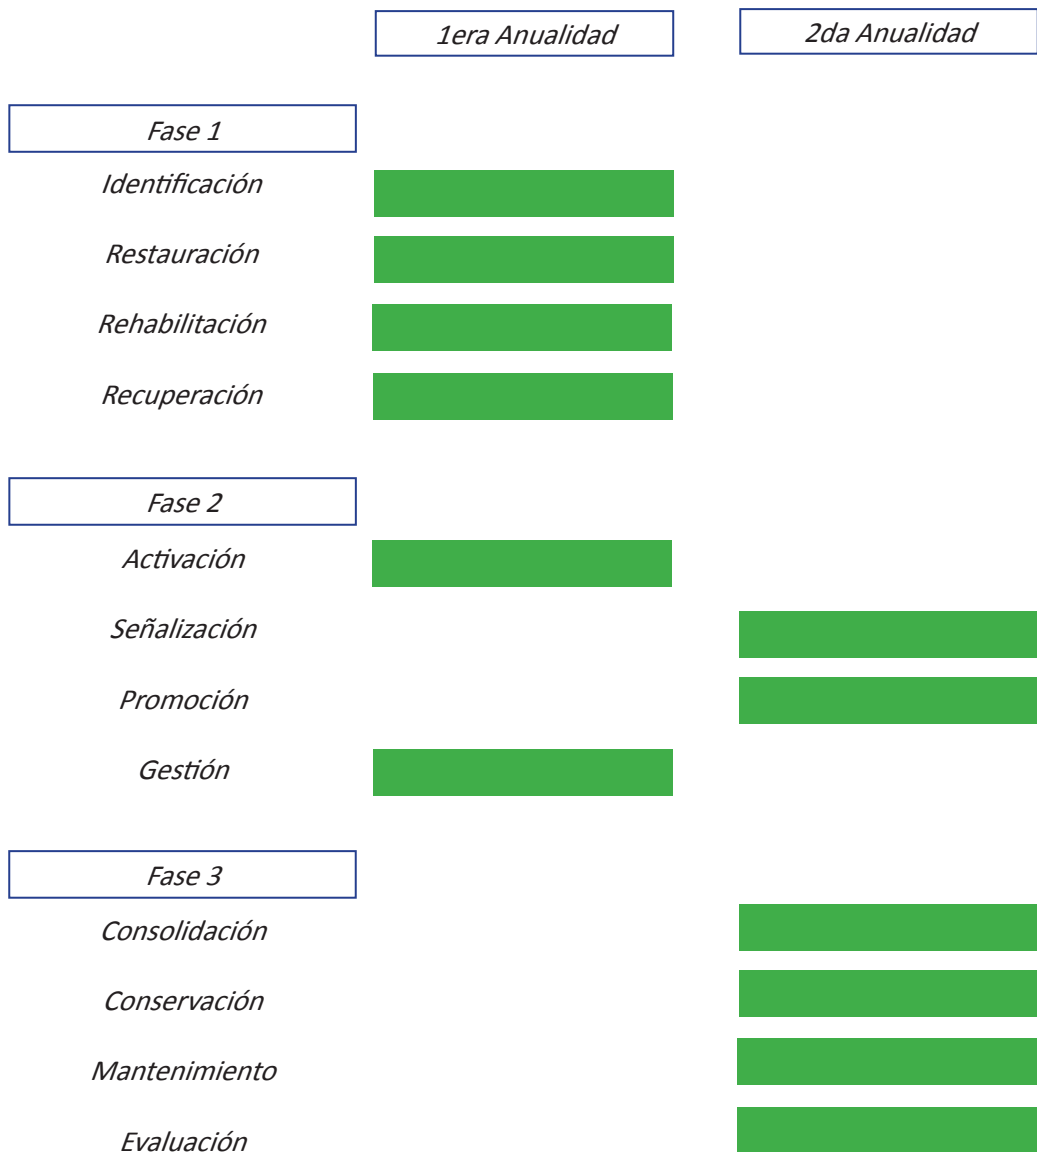 1era Anualidad
2da Anualidad
Fase 1
Identificación
Restauración
Rehabilitación
Recuperación
Fase 2
Activación
Señalización
Promoción
Gestión
Fase 3
Consolidación
Conservación
Mantenimiento
Evaluación